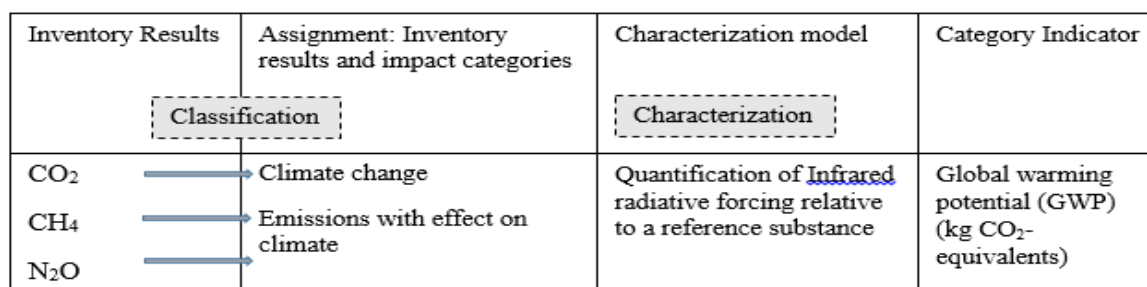 Inventory Results
Assignment: Inventory
results and impact categories
Characterization model
Category Indicator
Classification
Characterization
CO₂
CH₄
N₂O
Climate change
Emissions with effect on
climate
Quantification of Infrared
radiative forcing relative
to a reference substance
Global warming
potential (GWP)
(kg CO₂-
equivalents)